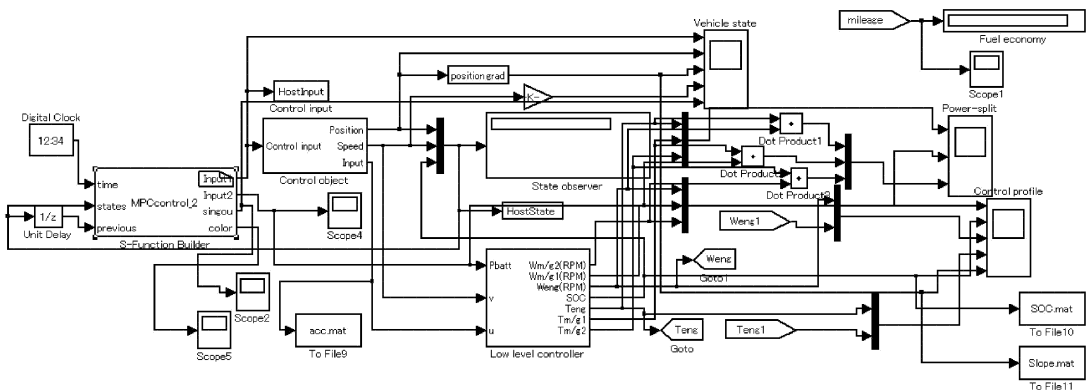 Vehicle state
mileage
Fuel economy
Scope1
positiongrad
HostInput
Control input
-K-
Power-split
Digital Clock
12:34
Control input
Position
Speed
Input
Control object
State observer
Dot Product1
Dot Product
Dot Product2
Control profile
time
states
previous
MPCcontrol_2
Input1
Input2
singou
color
S-Function Builder
1/z
Unit Delay
Scope4
HostState
Weng1
Pbatt
v
u
Wm/g2(RPM)
Wm/g1(RPM)
Weng(RPM)
SOC
Teng
Tm/g1
Tm/g2
Low level controller
Weng
Goto1
Scope2
Scope5
acc.mat
To File9
Teng
Goto
Teng1
SOC.mat
To File10
Slope.mat
To File11